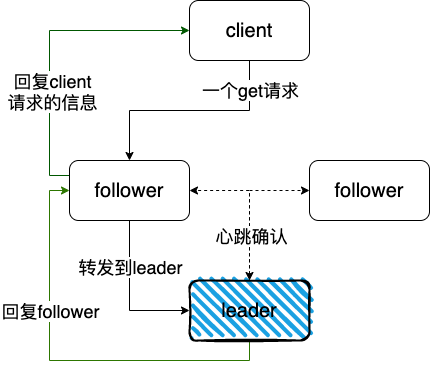 client
回复client
请求的信息
一个get请求
follower
follower
心跳确认
转发到leader
回复follower
leader